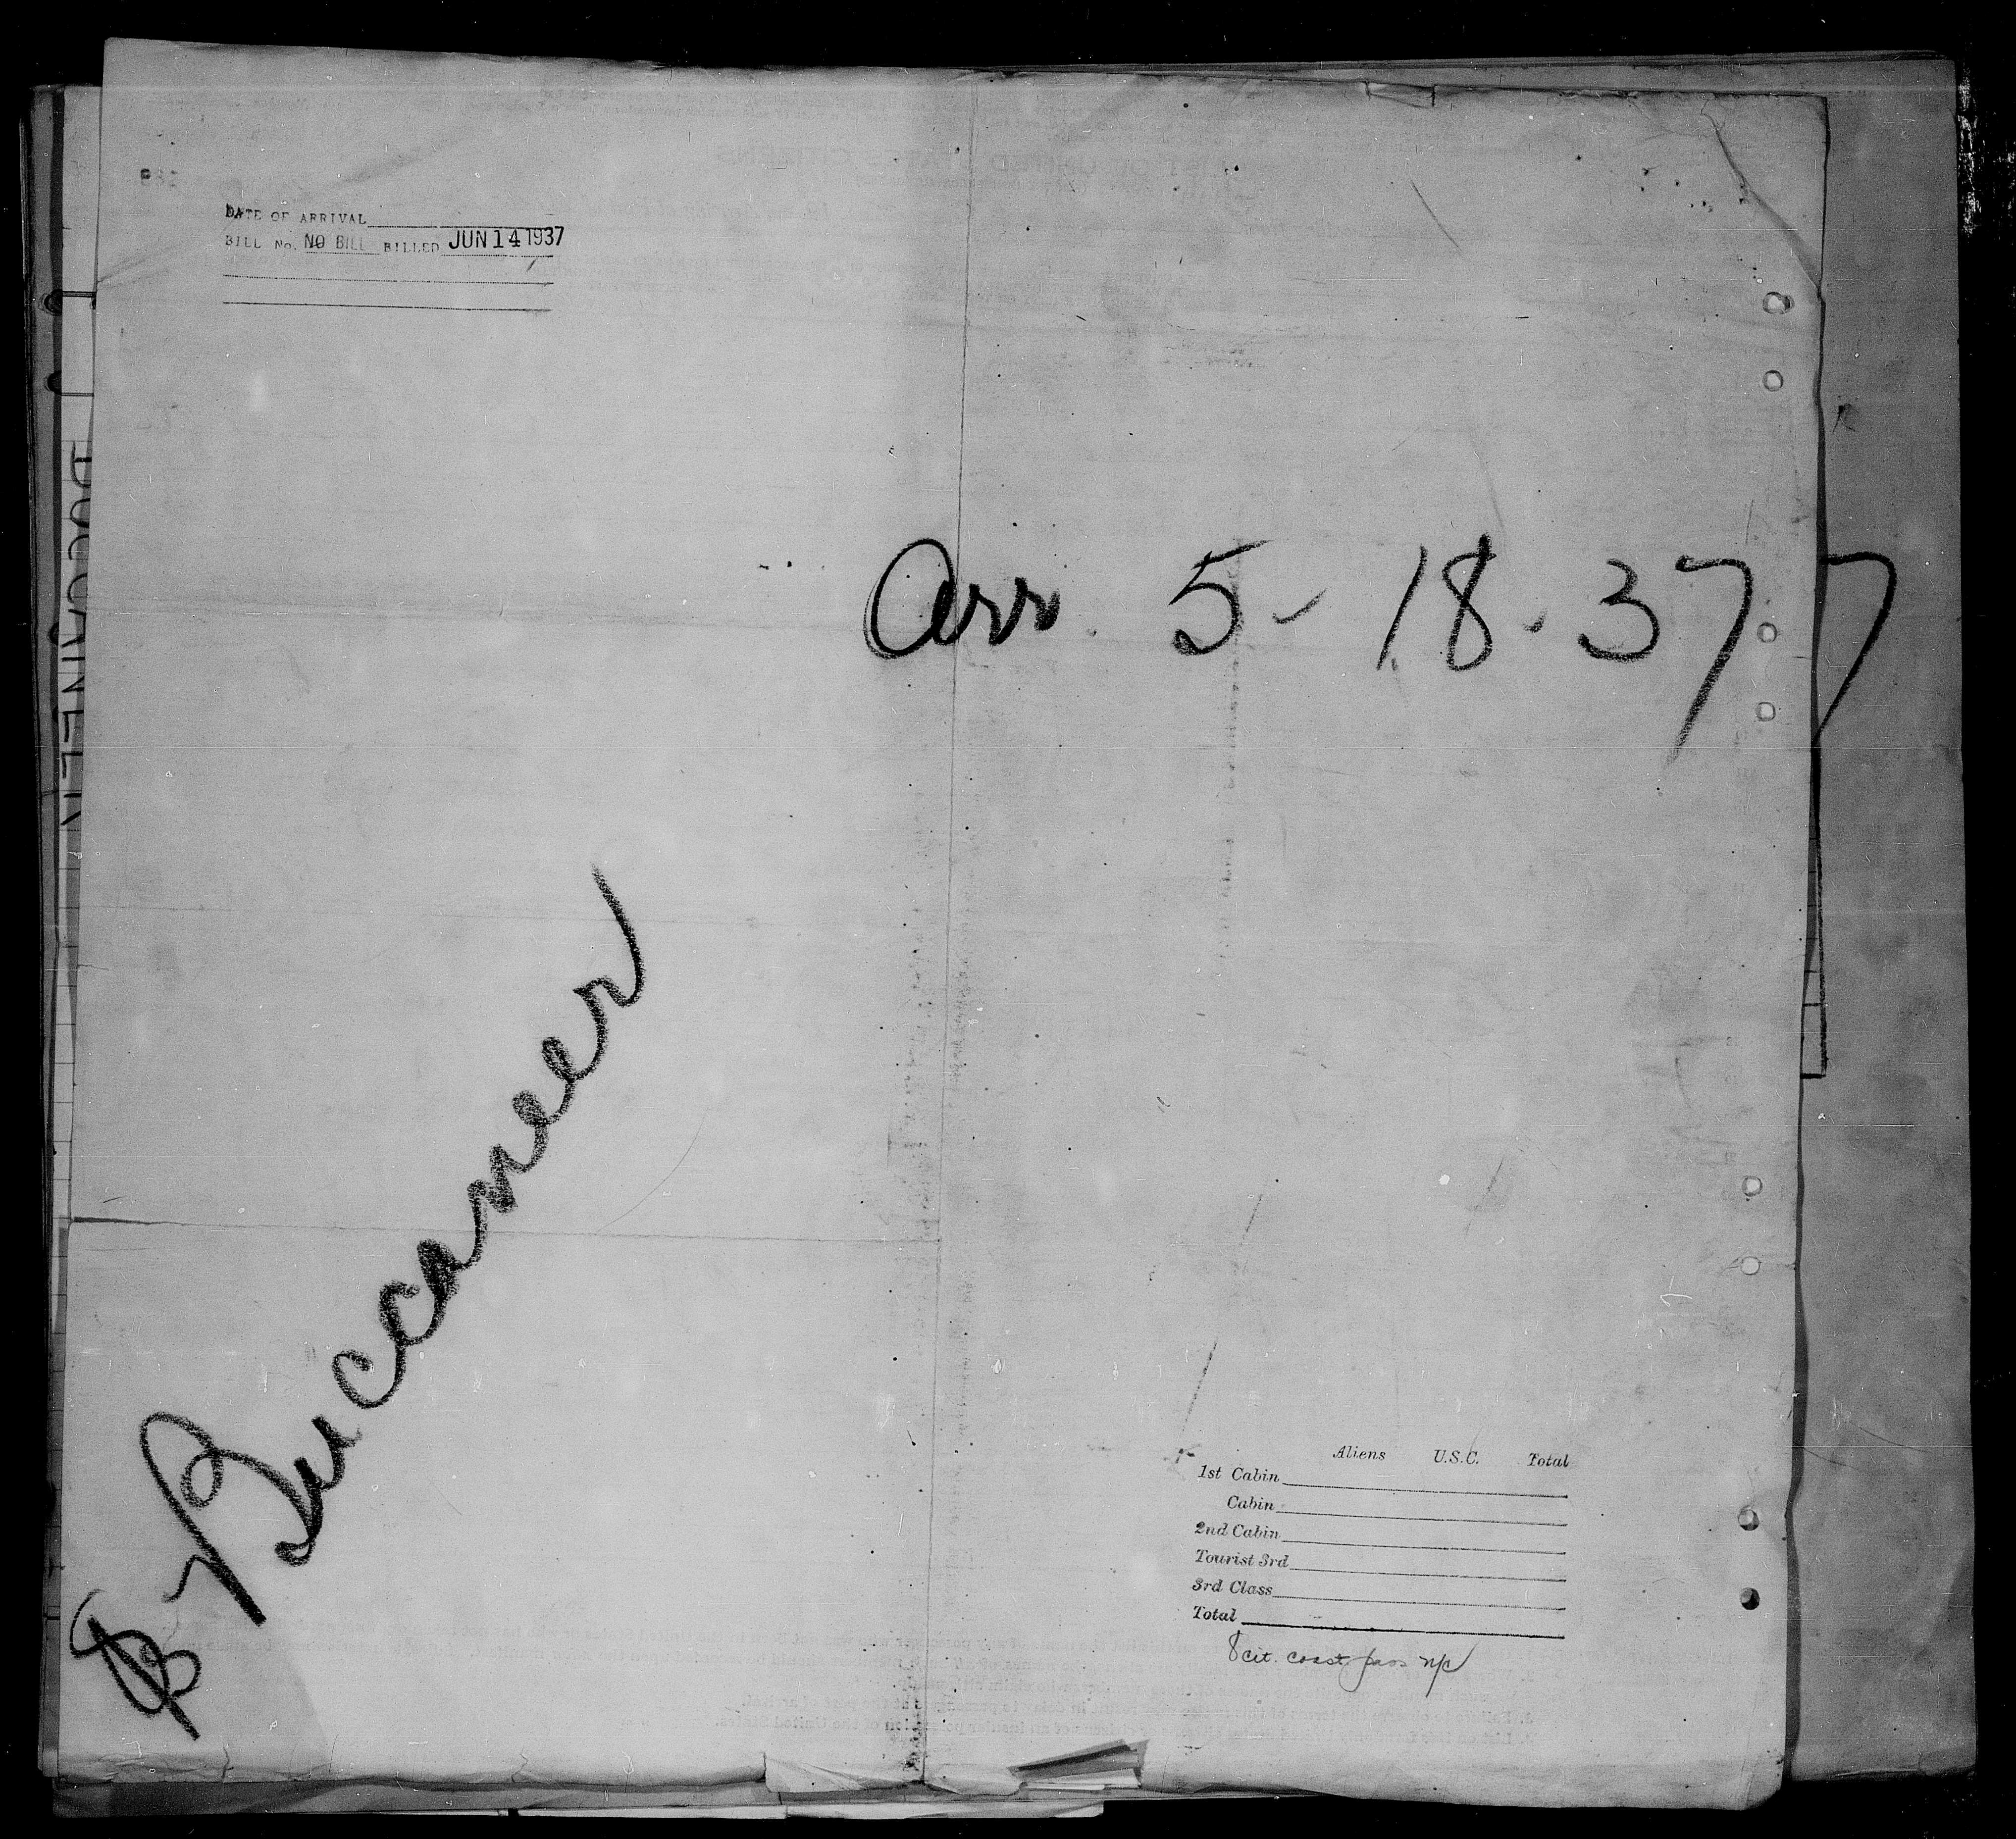 DATE OF ARRIVAL
BILL No. NO BILL BILLED JUN 14 1937
Arr. 5-18-37
7
Buccaneer
Aliens U.S.C. Total
1st Cabin
Cabin
2nd Cabin
Tourist 3rd
3rd Class
Total
8 cit. coast pass n/c